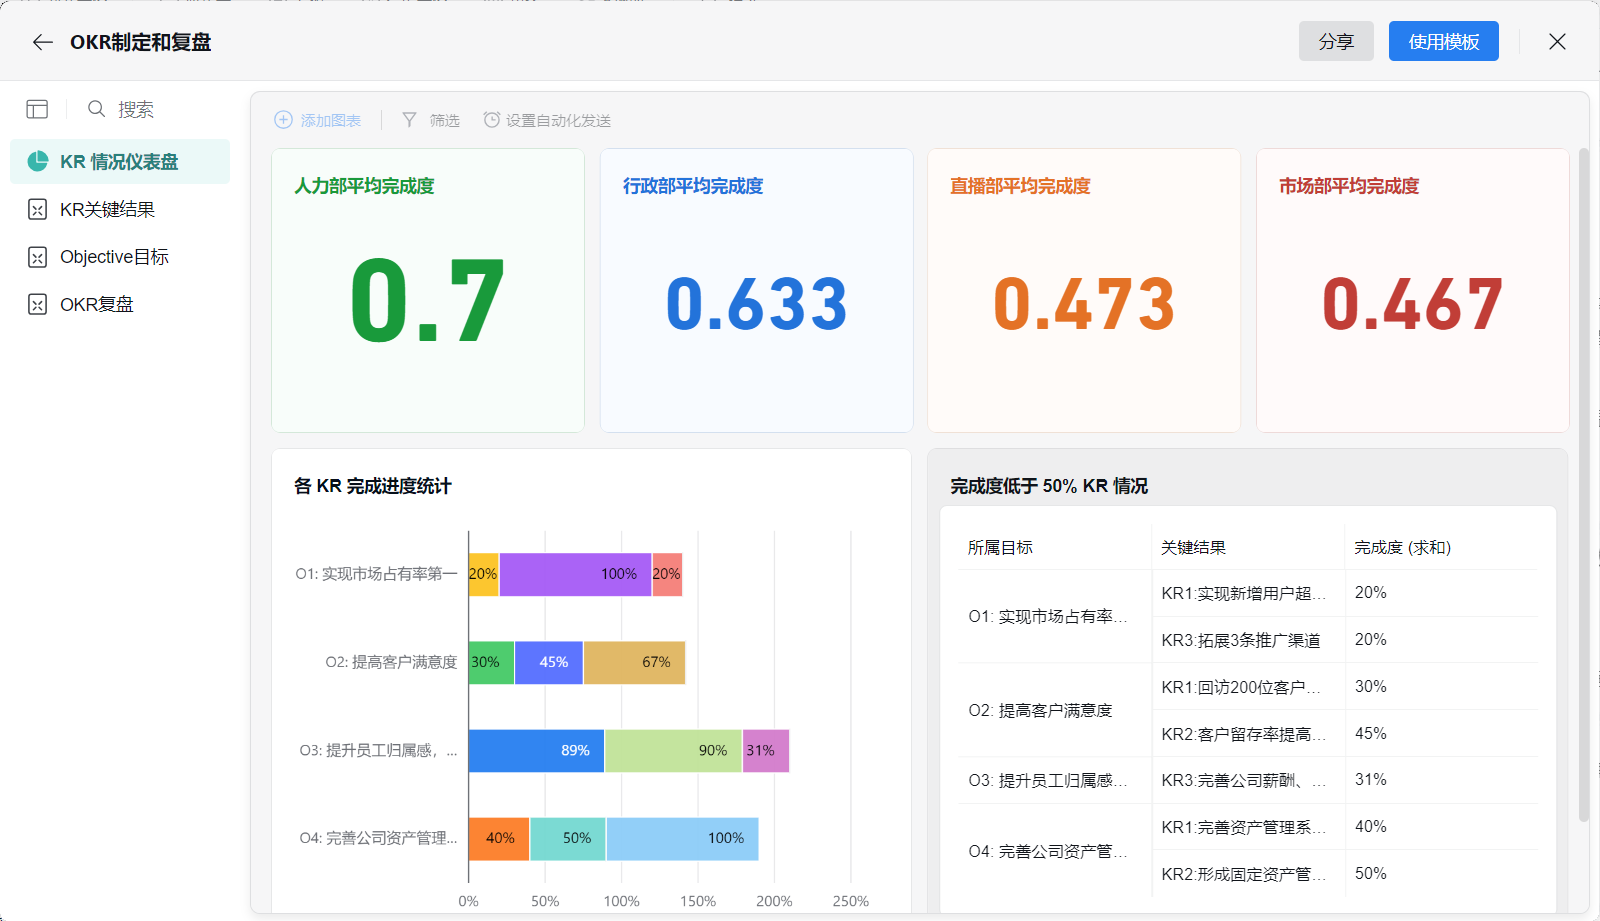 OKR制定和复盘
分享
使用模板
搜索
KR 情况仪表盘
KR关键结果
Objective目标
OKR复盘
添加图表
筛选
设置自动化发送
人力部平均完成度
0.7
行政部平均完成度
0.633
直播部平均完成度
0.473
市场部平均完成度
0.467
各 KR 完成进度统计
O1: 实现市场占有率第一
20%
100%
20%
O2: 提高客户满意度
30%
45%
67%
O3: 提升员工归属感，...
89%
90%
31%
O4: 完善公司资产管理...
40%
50%
100%
0%
50%
100%
150%
200%
250%
完成度低于 50% KR 情况
所属目标
关键结果
完成度 (求和)
O1: 实现市场占有率...
KR1:实现新增用户超...
20%
KR3:拓展3条推广渠道
20%
O2: 提高客户满意度
KR1:回访200位客户...
30%
KR2:客户留存率提高...
45%
O3: 提升员工归属感...
KR3:完善公司薪酬、...
31%
O4: 完善公司资产管...
KR1:完善资产管理系...
40%
KR2:形成固定资产管...
50%